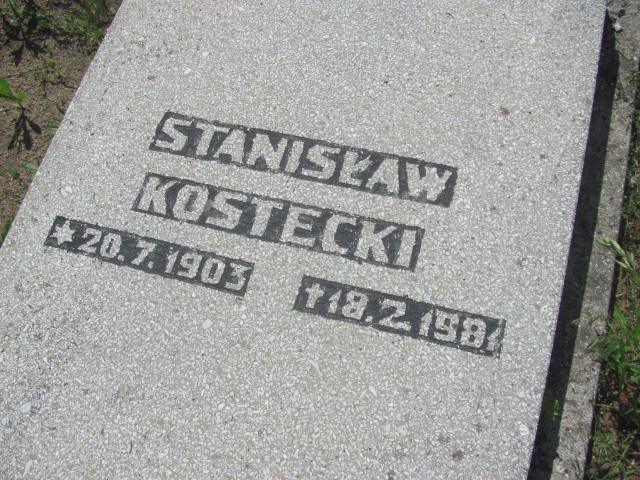 STANISŁAW
KOSTECKI
*20.7.1903 †18.2.1981